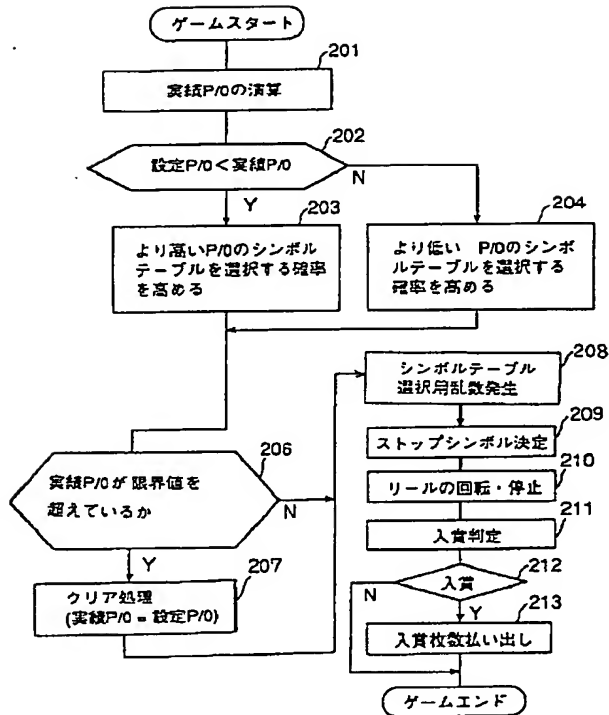 ゲームスタート
201
実績P/0の演算
202
設定P/0<実績P/0
N
Y
203
より高いP/0のシンボル
テーブルを選択する確率
を高める
204
より低い P/0のシンボ
ルテーブルを選択する
確率を高める
206
実績P/0が限界値を
超えているか
N
Y
207
クリア処理
(実績P/0=設定P/0)
208
シンボルテーブル
選択用乱数発生
209
ストップシンボル決定
210
リールの回転・停止
211
入賞判定
212
入賞
N
Y
213
入賞枚数払い出し
ゲームエンド